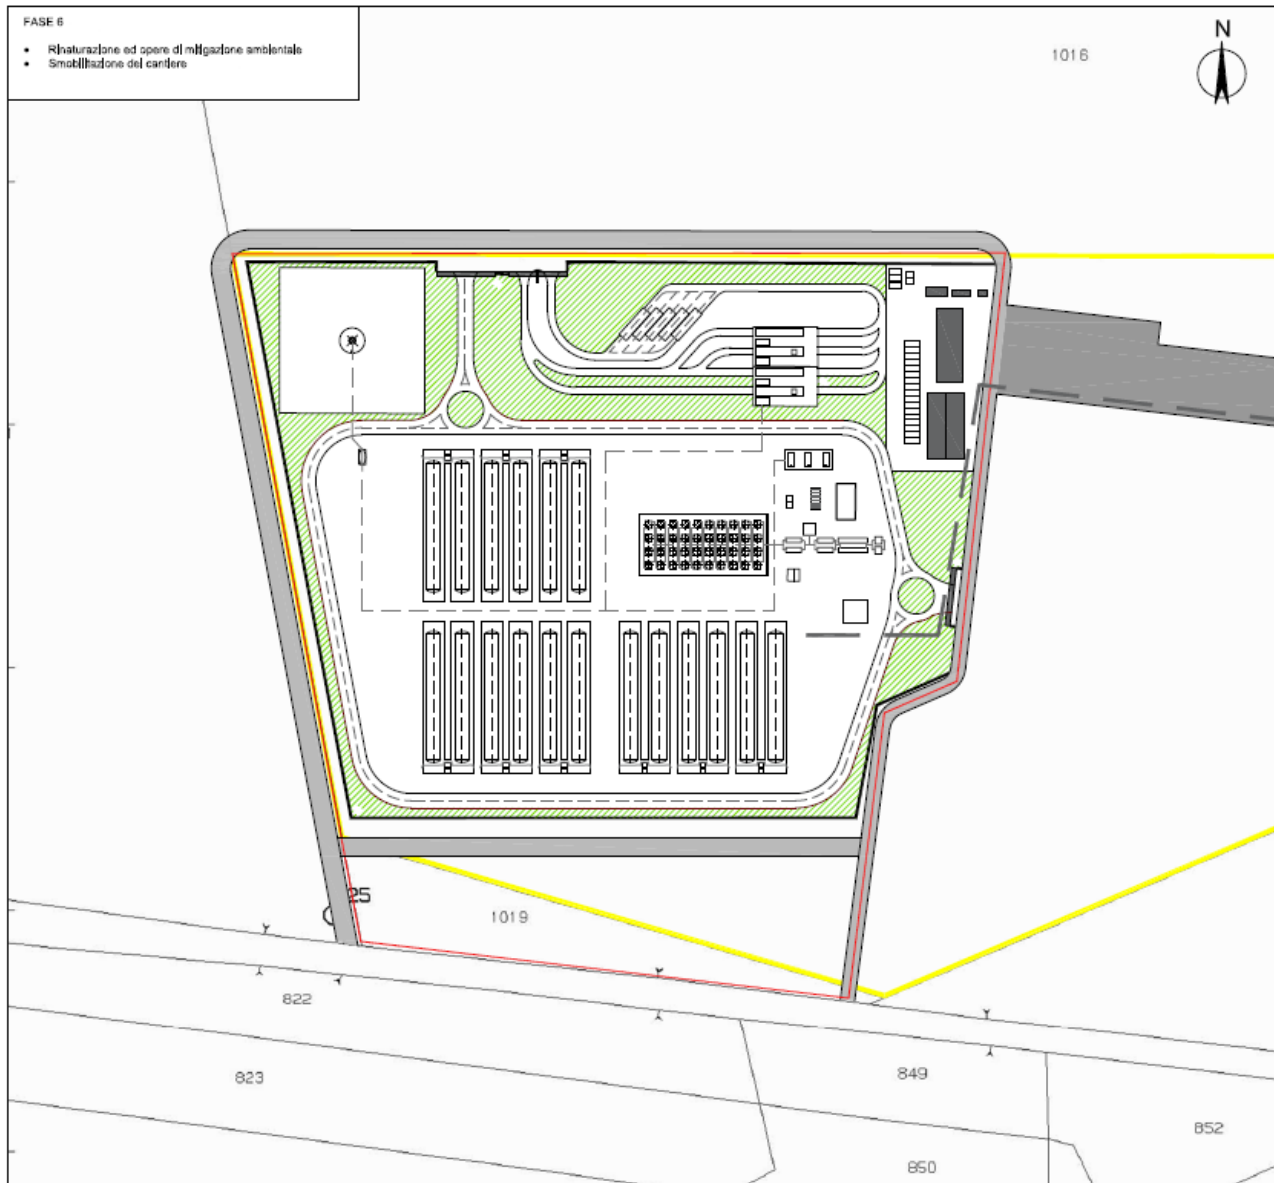 FASE 6
• Rinaturazione ed opere di mitigazione ambientale
• Smobilitazione del cantiere
N
1016
25
1019
822
823
849
852
850